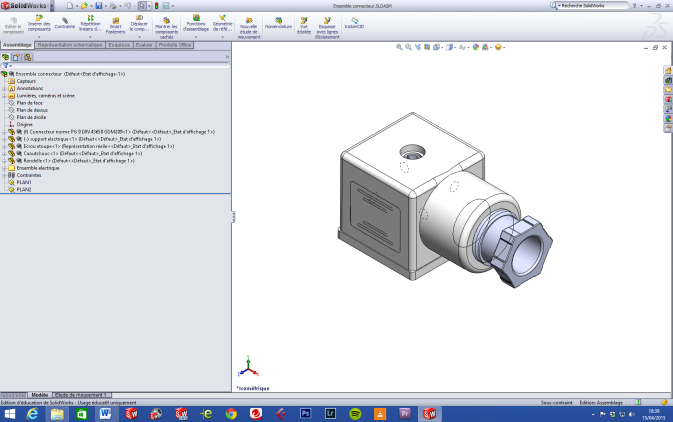 SolidWorks
Ensemble connecteur.SLDASM
Recherche SolidWorks
Editer le composant
Insérer des composants
Contrainte
Répétition linéaire d...
Smart Fasteners
Déplacer le comp...
Montrer les composants cachés
Fonctions d'assemblage
Géométrie de réfé...
Nouvelle étude de mouvement
Nomenclature
Vue éclatée
Esquisse avec lignes d'éclatement
Instant3D
Assemblage Représentation schématique Esquisse Evaluer Produits Office
Ensemble connecteur (Défaut<Etat d'affichage-1>)
Capteurs
Annotations
Lumières, caméras et scène
Plan de face
Plan de dessus
Plan de droite
Origine
(f) Connecteur norme PG 9 DIN 43650 (GDM209<1> (Défaut<<Défaut>_Etat d'affichage 1>)
(-) support electrique<1> (Défaut<<Défaut>_Etat d'affichage 1>)
Ecrou etoupe<1> (Représentation réelle<<Défaut>_Etat d'affichage 1>)
Caoutchouc<1> (Défaut<<Défaut>_Etat d'affichage 1>)
Rondelle<1> (Défaut<<Défaut>_Etat d'affichage 1>)
Ensemble electrique
Contraintes
PLAN1
PLAN2
*Isométrique
Modèle Etude de mouvement 1
Edition d'éducation de SolidWorks - Usage éducatif uniquement
Sous-contraint Edition: Assemblage
18:39
15/04/2015